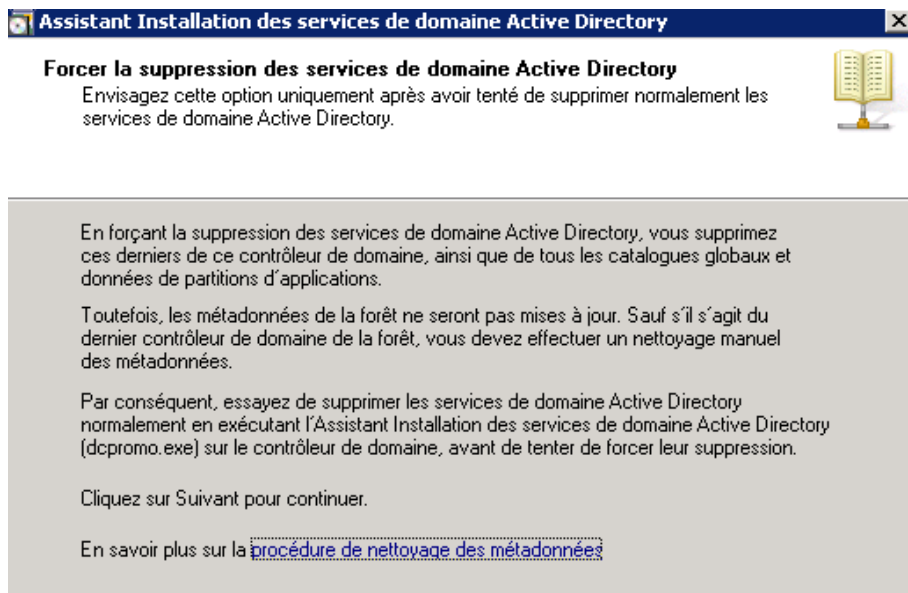 Assistant Installation des services de domaine Active Directory
Forcer la suppression des services de domaine Active Directory
Envisagez cette option uniquement après avoir tenté de supprimer normalement les
services de domaine Active Directory.
En forçant la suppression des services de domaine Active Directory, vous supprimez
ces derniers de ce contrôleur de domaine, ainsi que de tous les catalogues globaux et
données de partitions d'applications.
Toutefois, les métadonnées de la forêt ne seront pas mises à jour. Sauf s'il s'agit du
dernier contrôleur de domaine de la forêt, vous devez effectuer un nettoyage manuel
des métadonnées.
Par conséquent, essayez de supprimer les services de domaine Active Directory
normalement en exécutant l'Assistant Installation des services de domaine Active Directory
(dcpromo.exe) sur le contrôleur de domaine, avant de tenter de forcer leur suppression.
Cliquez sur Suivant pour continuer.
En savoir plus sur la procédure de nettoyage des métadonnées